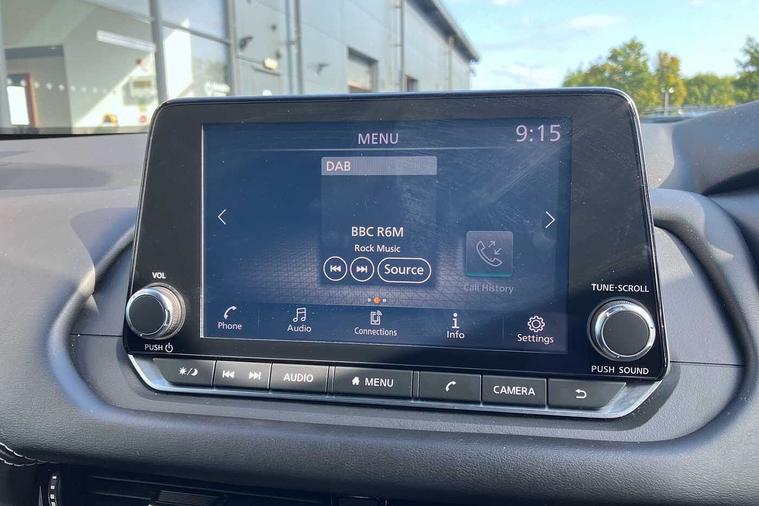 MENU 9:15
DAB
BBC R6M
Rock Music
Source
Call History
Phone Audio Connections Info Settings
VOL
PUSH
TUNE·SCROLL
PUSH SOUND
AUDIO MENU CAMERA